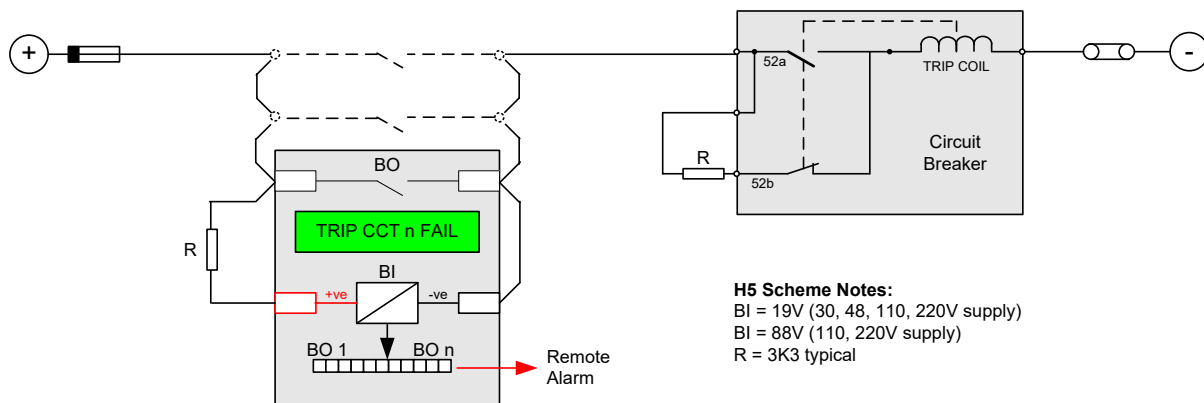 +
52a
TRIP COIL
-
R
52b
Circuit
Breaker
BO
TRIP CCT n FAIL
R
BI
+ve
-ve
BO 1
BO n
Remote
Alarm
H5 Scheme Notes:
BI = 19V (30, 48, 110, 220V supply)
BI = 88V (110, 220V supply)
R = 3K3 typical